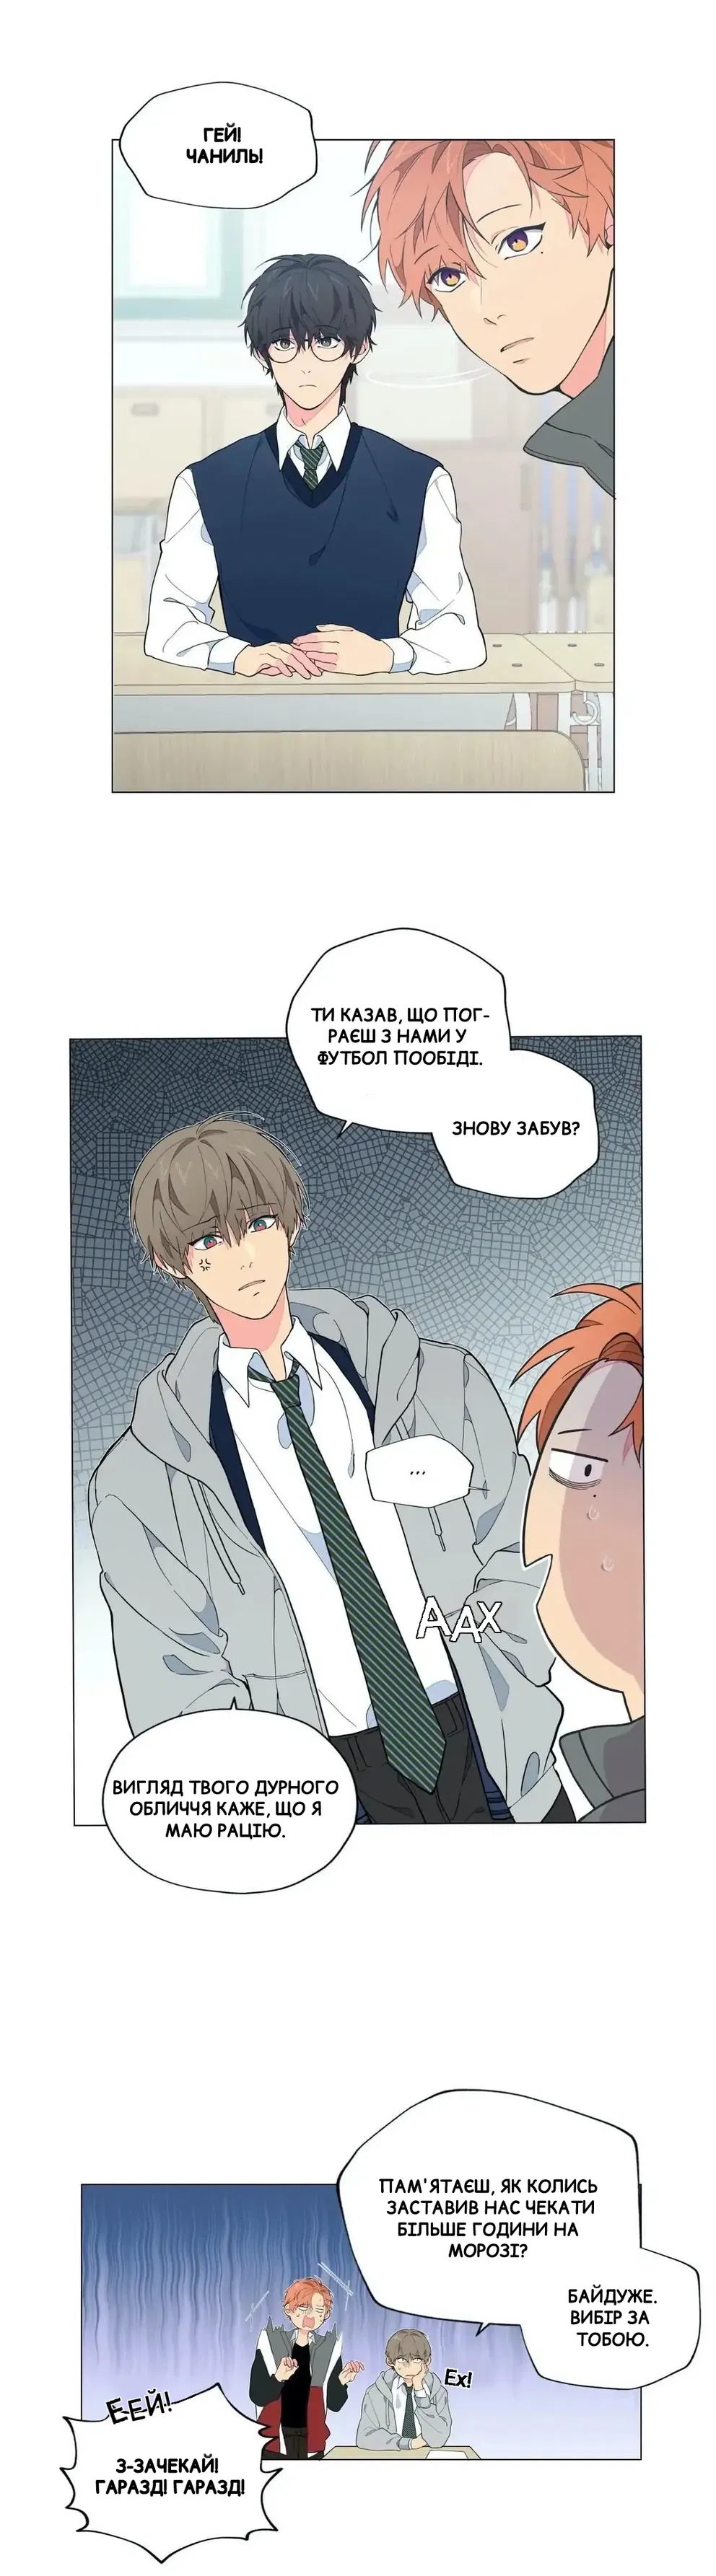 ГЕЙ!
ЧАНИЛЬ!
ТИ КАЗАВ, ЩО ПОГ-
РАЄШ З НАМИ У
ФУТБОЛ ПООБІДІ.
ЗНОВУ ЗАБУВ?
...
ААХ
ВИГЛЯД ТВОГО ДУРНОГО
ОБЛИЧЧЯ КАЖЕ, ЩО Я
МАЮ РАЦІЮ.
ПАМ'ЯТАЄШ, ЯК КОЛИСЬ
ЗАСТАВИВ НАС ЧЕКАТИ
БІЛЬШЕ ГОДИНИ НА
МОРОЗІ?
БАЙДУЖЕ.
ВИБІР ЗА
ТОБОЮ.
Ех!
ЕЕЙ!
З-ЗАЧЕКАЙ!
ГАРАЗД! ГАРАЗД!